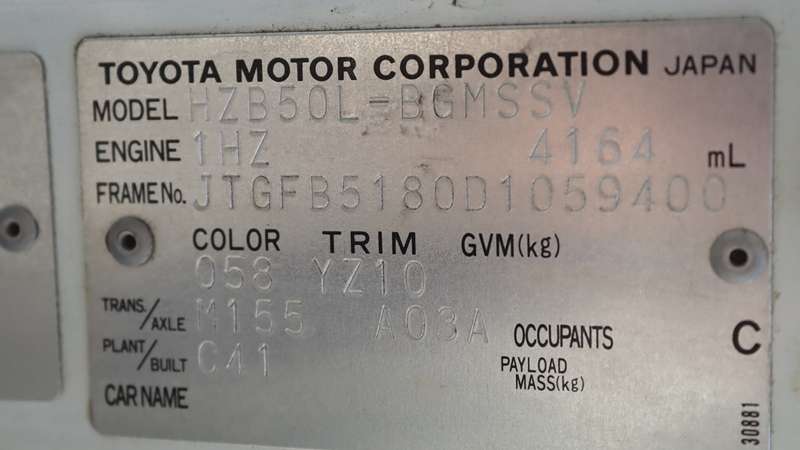 TOYOTA MOTOR CORPORATION JAPAN
MODEL HZB50L-BGMSSV
ENGINE 1HZ 4164 mL
FRAME No. JTGFB5180D1059400
COLOR TRIM GVM(kg)
058 YZ10
TRANS./AXLE M155 A03A OCCUPANTS C
PLANT/BUILT C41 PAYLOAD MASS(kg)
CAR NAME
30881